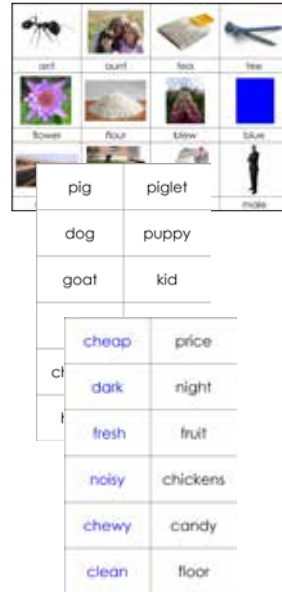 ant aunt tea tee
flower flour blew blue
male
pig piglet
dog puppy
goat kid
cheap price
dark night
fresh fruit
noisy chickens
chewy candy
clean floor